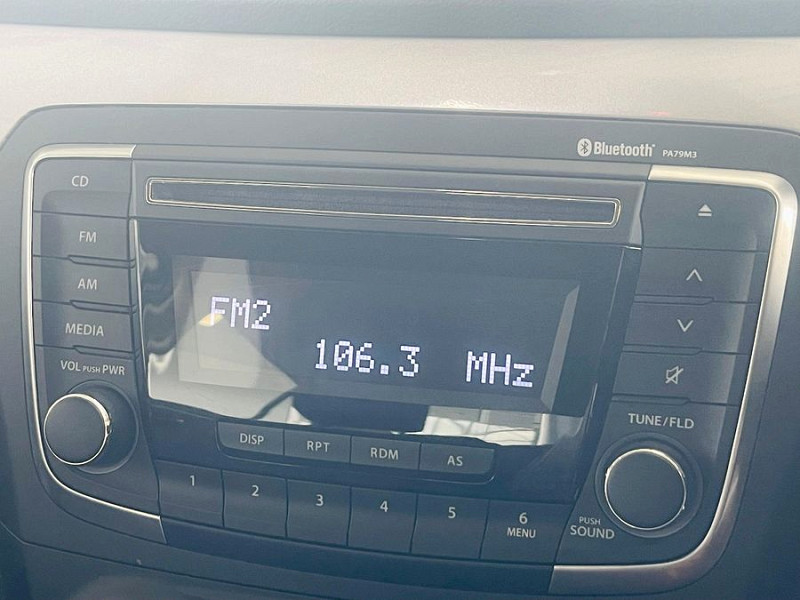 Bluetooth PA79M3
CD
FM
AM
MEDIA
VOL PUSH PWR
FM2
106.3 MHz
TUNE/FLD
DISP RPT RDM AS
1 2 3 4 5 6
MENU
PUSH
SOUND